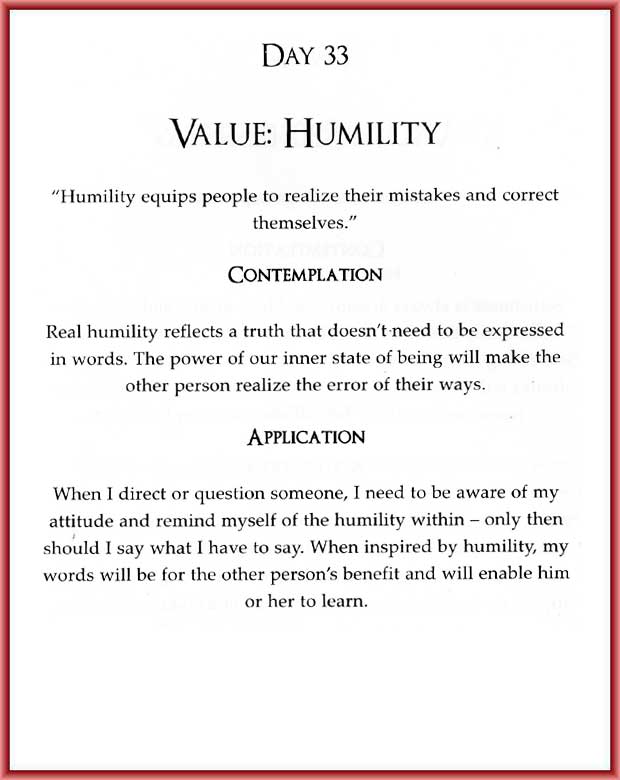 DAY 33
VALUE: HUMILITY
“Humility equips people to realize their mistakes and correct
themselves.”
CONTEMPLATION
Real humility reflects a truth that doesn’t need to be expressed
in words. The power of our inner state of being will make the
other person realize the error of their ways.
APPLICATION
When I direct or question someone, I need to be aware of my
attitude and remind myself of the humility within – only then
should I say what I have to say. When inspired by humility, my
words will be for the other person’s benefit and will enable him
or her to learn.